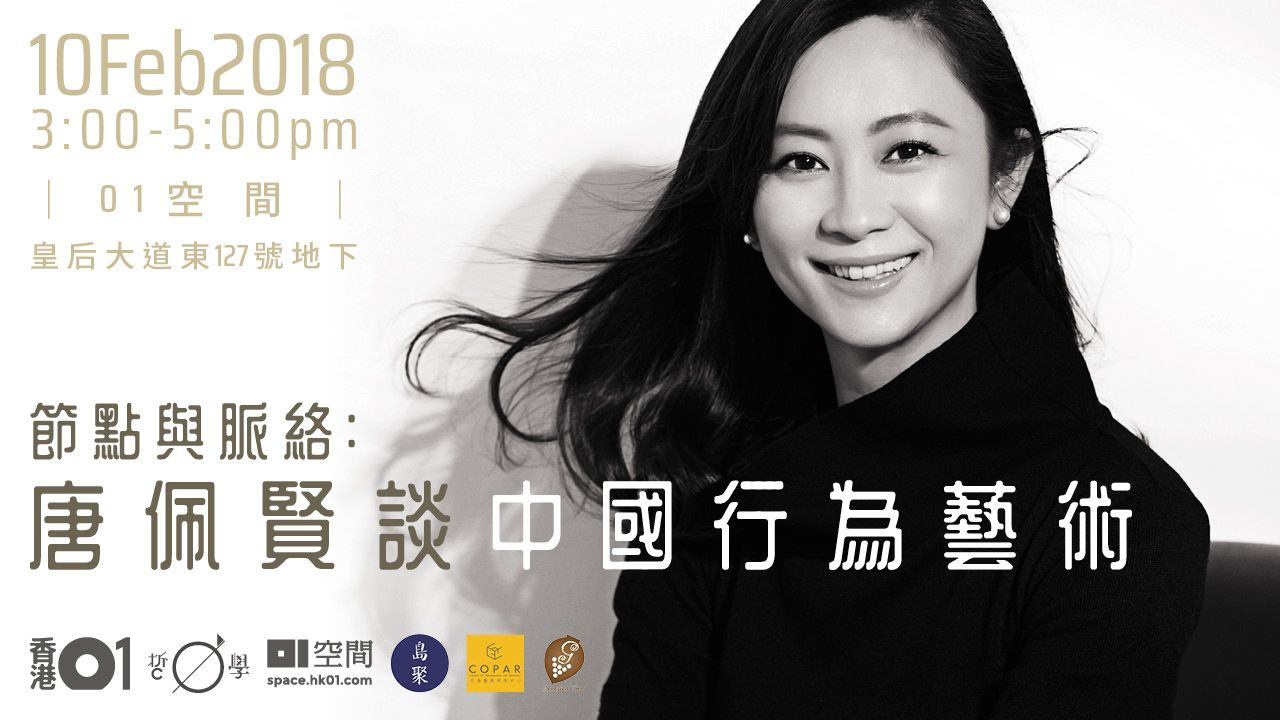 10Feb2018
3:00-5:00pm
| 01空間 |
皇后大道東127號地下
節點與脈絡:
唐佩賢談中國行為藝術
香港01
哲學
01空間
space.hk01.com
島聚
COPAR